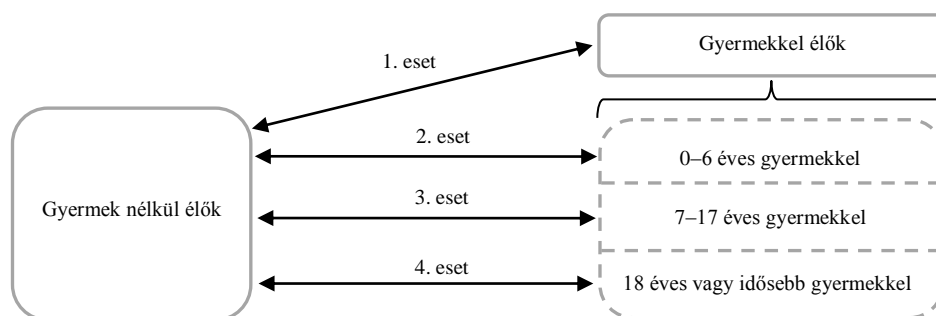 Gyermekkel élők
1. eset
2. eset
0–6 éves gyermekkel
Gyermek nélkül élők
3. eset
7–17 éves gyermekkel
4. eset
18 éves vagy idősebb gyermekkel